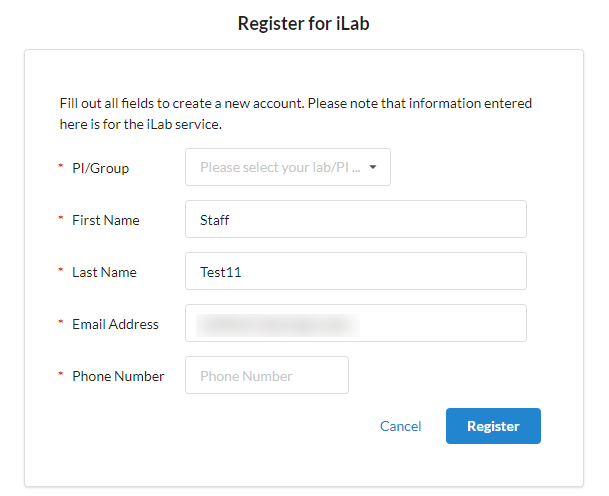 Register for iLab
Fill out all fields to create a new account. Please note that information entered
here is for the iLab service.
* PI/Group Please select your lab/PI ...
* First Name Staff
* Last Name Test11
* Email Address
* Phone Number Phone Number
Cancel Register